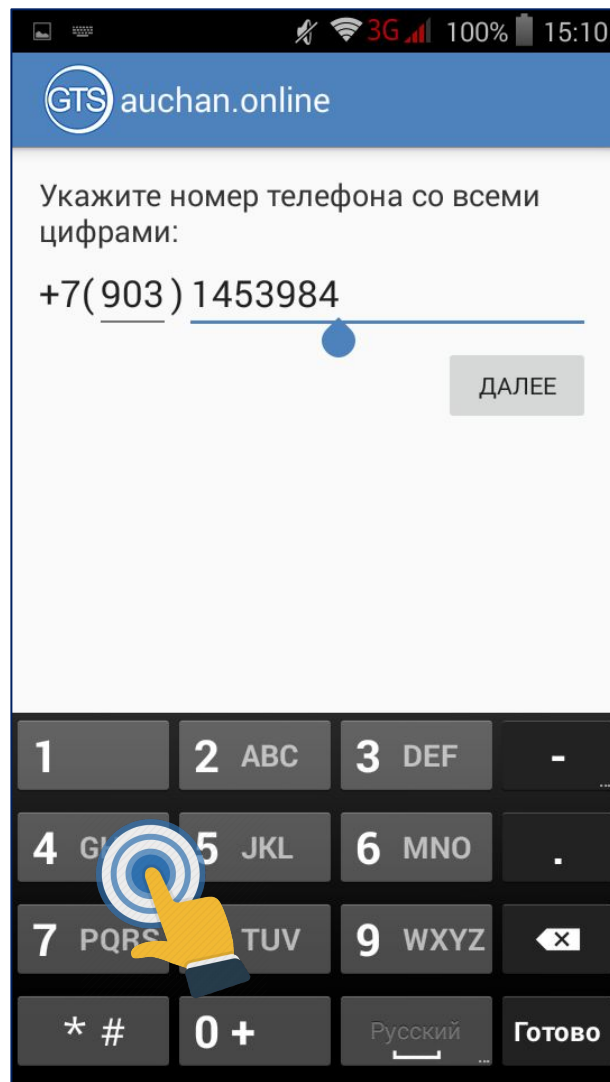 3G 100% 15:10
GTS auchan.online
Укажите номер телефона со всеми
цифрами:
+7(903)1453984
ДАЛЕЕ
1 2 ABC 3 DEF -
4 5 JKL 6 MNO .
7 PQRS TUV 9 WXYZ
* # 0 + Русский Готово